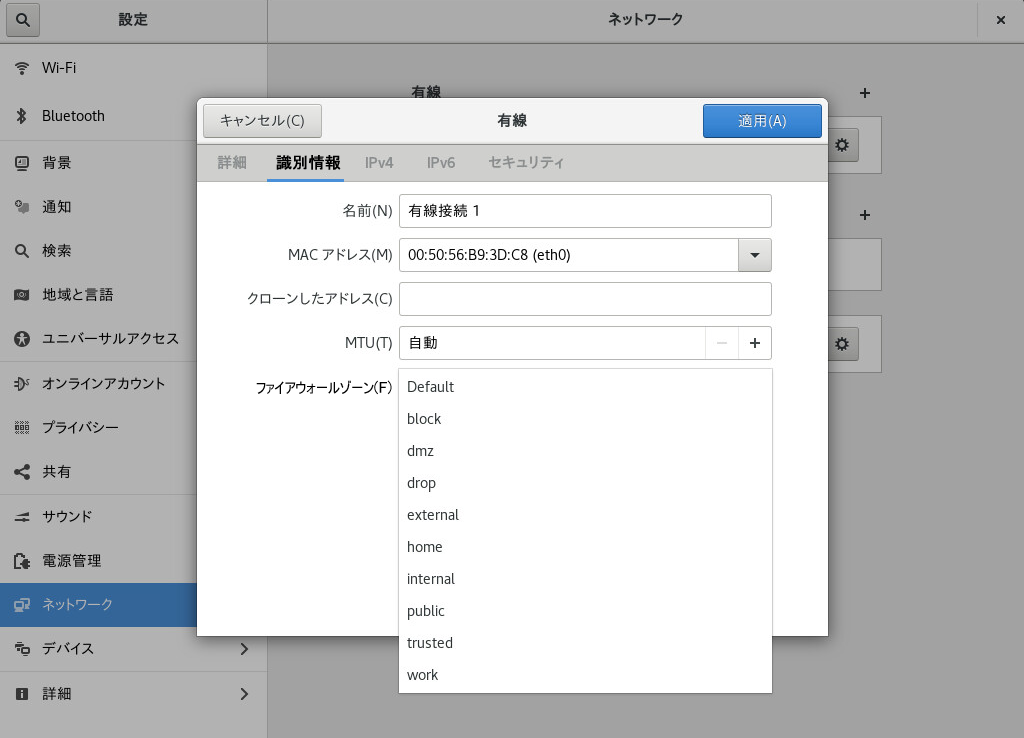 設定
ネットワーク
Wi-Fi
Bluetooth
背景
通知
検索
地域と言語
ユニバーサルアクセス
オンラインアカウント
プライバシー
共有
サウンド
電源管理
ネットワーク
デバイス
詳細
有線
キャンセル(C)
有線
適用(A)
詳細
識別情報
IPv4
IPv6
セキュリティ
名前(N)
有線接続 1
MAC アドレス(M)
00:50:56:B9:3D:C8 (eth0)
クローンしたアドレス(C)
MTU(T)
自動
ファイアウォールゾーン(F)
Default
block
dmz
drop
external
home
internal
public
trusted
work